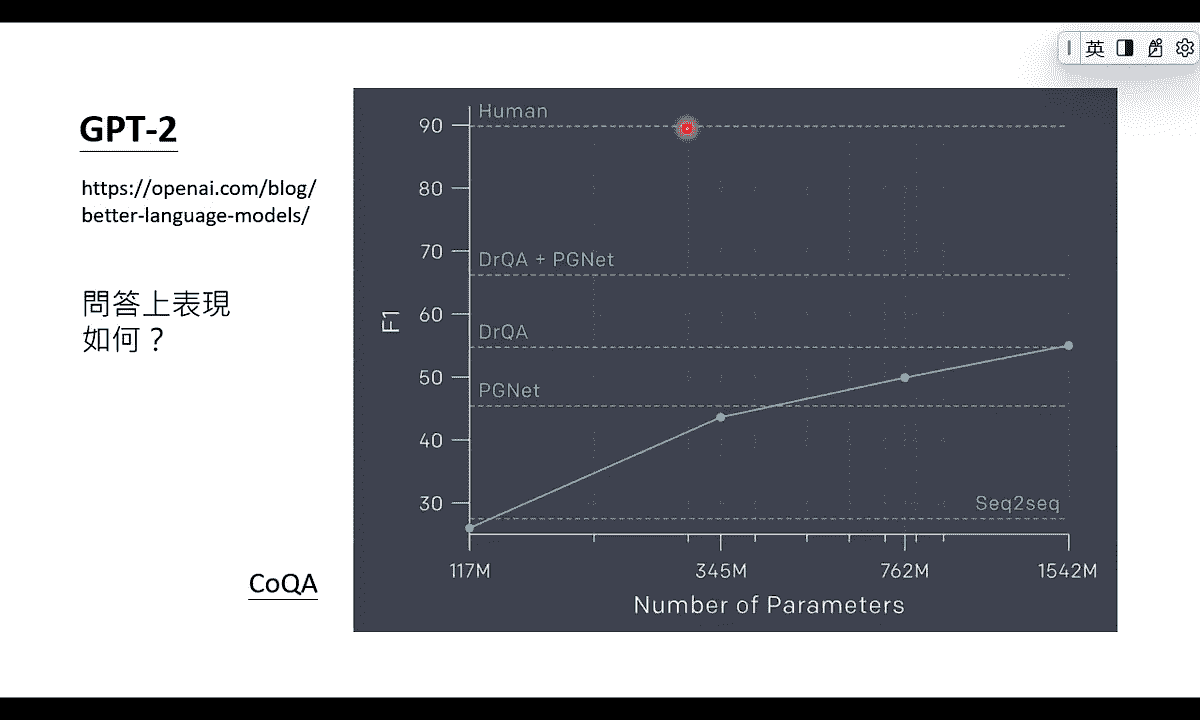 英
GPT-2
https://openai.com/blog/
better-language-models/
問答上表現
如何？
CoQA
Human
DrQA + PGNet
DrQA
PGNet
Seq2seq
F1
90
80
70
60
50
40
30
117M
345M
762M
1542M
Number of Parameters